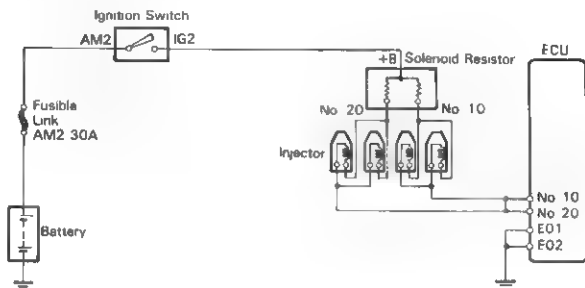 Ignition Switch
AM2
IG2
ECU
+B Solenoid Resistor
No 20
No 10
Fusible
Link
AM2 30A
Injector
No 10
No 20
E01
E02
Battery